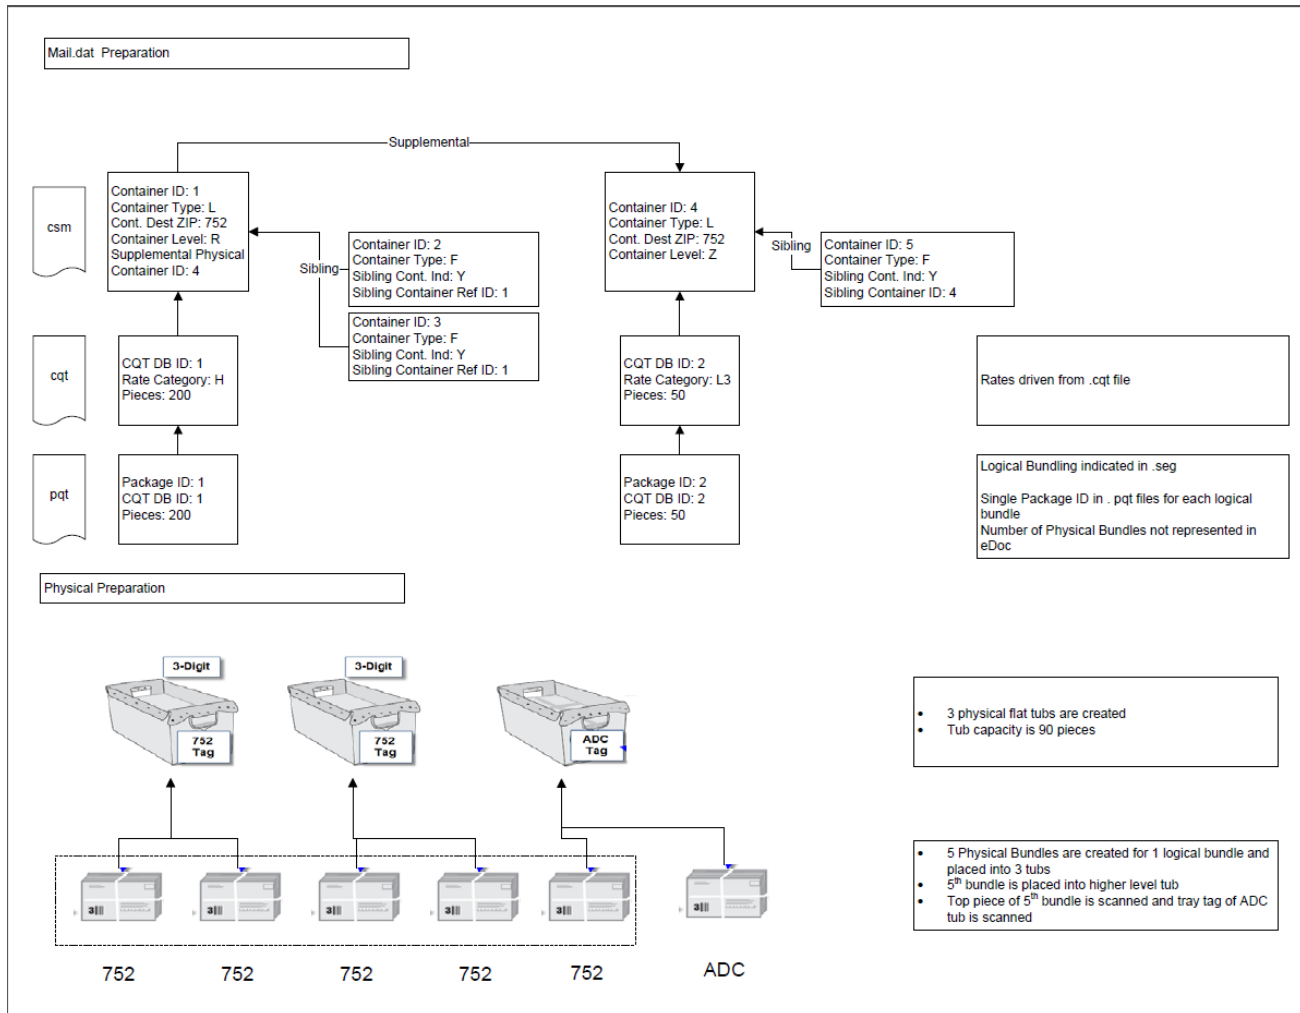 Mail.dat  Preparation
Supplemental
csm
Container ID: 1
Container Type: L
Cont. Dest ZIP: 752
Container Level: R
Supplemental Physical
Container ID: 4
Sibling
Container ID: 2
Container Type: F
Sibling Cont. Ind: Y
Sibling Container Ref ID: 1
Container ID: 3
Container Type: F
Sibling Cont. Ind: Y
Sibling Container Ref ID: 1
Container ID: 4
Container Type: L
Cont. Dest ZIP: 752
Container Level: Z
Sibling
Container ID: 5
Container Type: F
Sibling Cont. Ind: Y
Sibling Container ID: 4
cqt
CQT DB ID: 1
Rate Category: H
Pieces: 200
CQT DB ID: 2
Rate Category: L3
Pieces: 50
Rates driven from .cqt file
pqt
Package ID: 1
CQT DB ID: 1
Pieces: 200
Package ID: 2
CQT DB ID: 2
Pieces: 50
Logical Bundling indicated in .seg
Single Package ID in . pqt files for each logical
bundle
Number of Physical Bundles not represented in
eDoc
Physical Preparation
3-Digit
752
Tag
3-Digit
752
Tag
ADC
Tag
• 3 physical flat tubs are created
• Tub capacity is 90 pieces
3
3
3
3
3
3
752
752
752
752
752
ADC
• 5 Physical Bundles are created for 1 logical bundle and
placed into 3 tubs
• 5th bundle is placed into higher level tub
• Top piece of 5th bundle is scanned and tray tag of ADC
tub is scanned